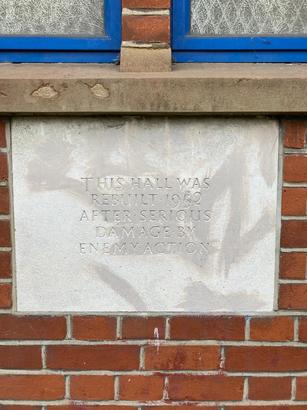 THIS HALL WAS
REBUILT 1952
AFTER SERIOUS
DAMAGE BY
ENEMY ACTION